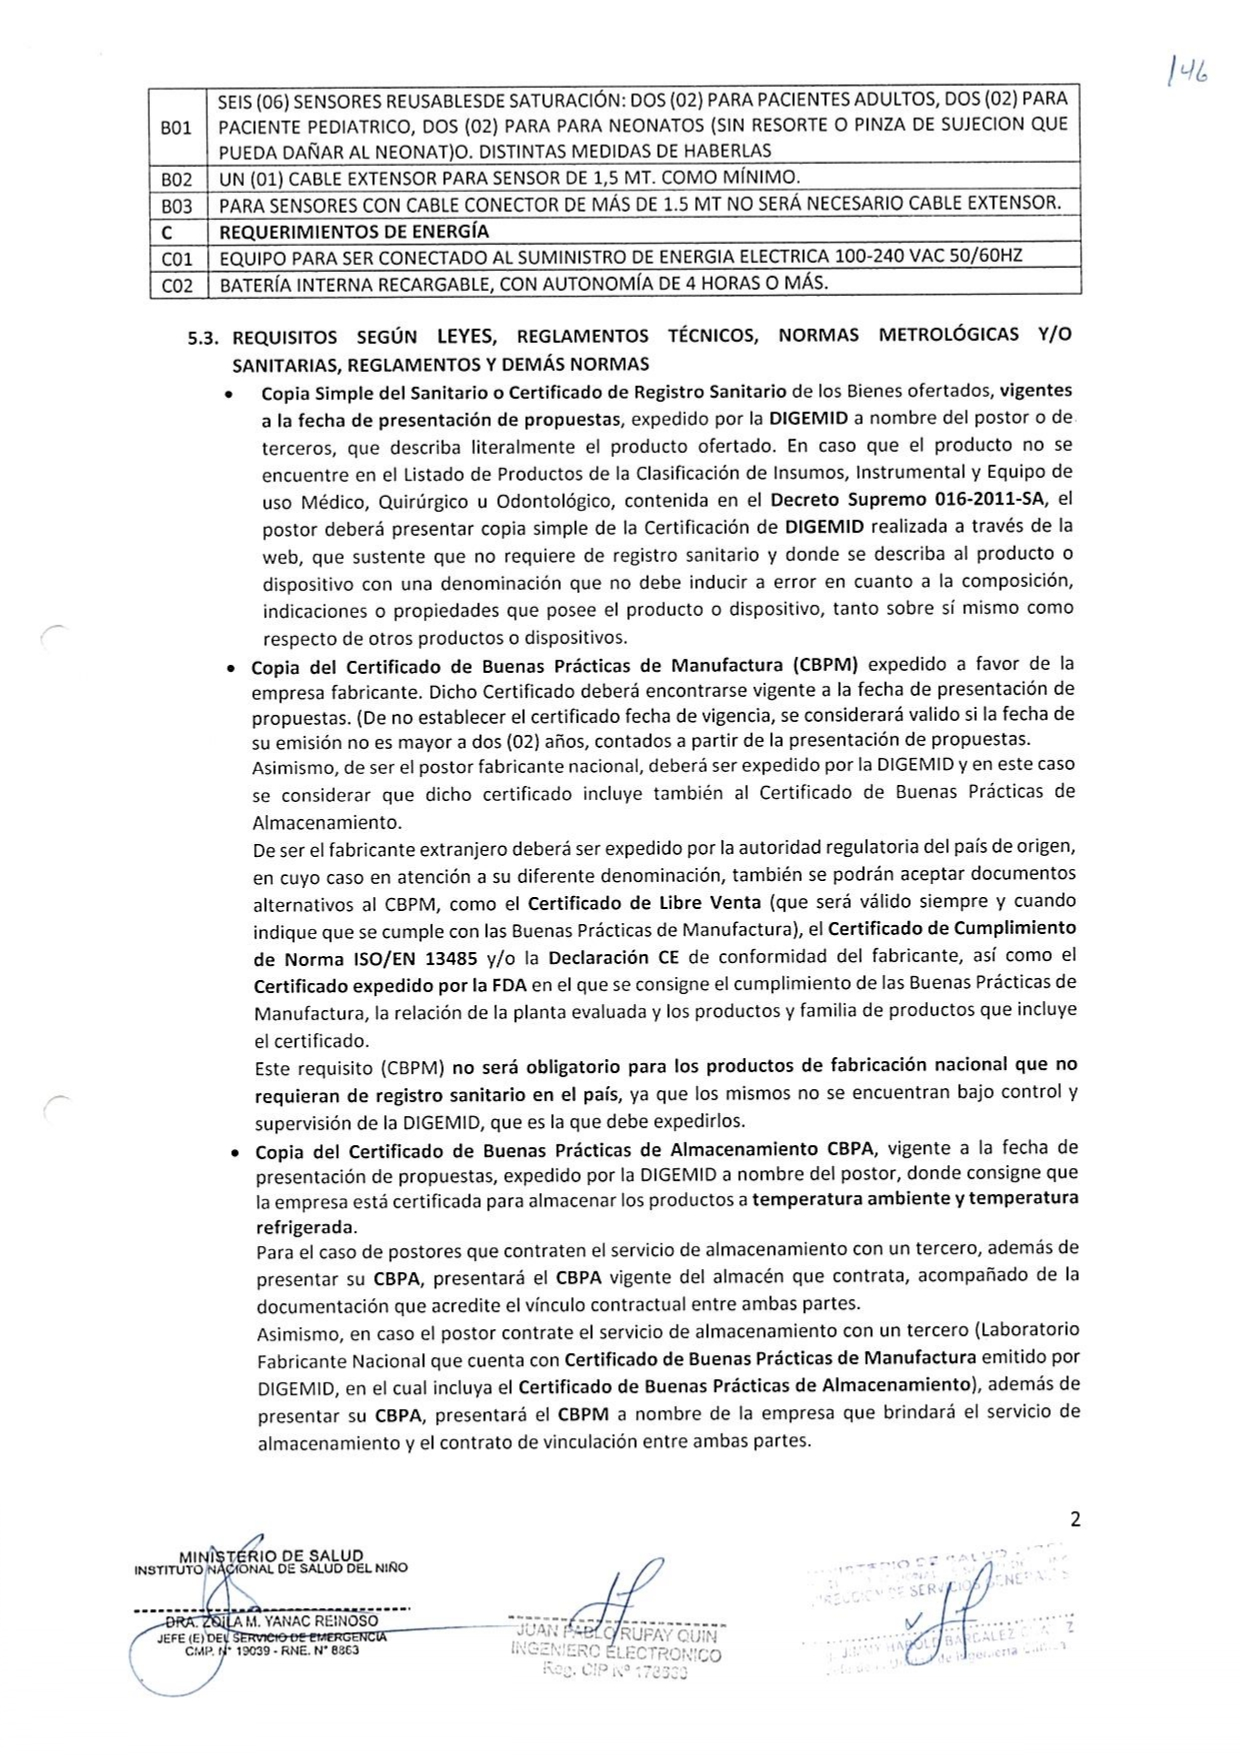 146
B01 SEIS (06) SENSORES REUSABLESDE SATURACIÓN: DOS (02) PARA PACIENTES ADULTOS, DOS (02) PARA
PACIENTE PEDIATRICO, DOS (02) PARA PARA NEONATOS (SIN RESORTE O PINZA DE SUJECION QUE
PUEDA DAÑAR AL NEONAT)O. DISTINTAS MEDIDAS DE HABERLAS
B02 UN (01) CABLE EXTENSOR PARA SENSOR DE 1,5 MT. COMO MÍNIMO.
B03 PARA SENSORES CON CABLE CONECTOR DE MÁS DE 1.5 MT NO SERÁ NECESARIO CABLE EXTENSOR.
C REQUERIMIENTOS DE ENERGÍA
C01 EQUIPO PARA SER CONECTADO AL SUMINISTRO DE ENERGIA ELECTRICA 100-240 VAC 50/60HZ
C02 BATERÍA INTERNA RECARGABLE, CON AUTONOMÍA DE 4 HORAS O MÁS.
5.3. REQUISITOS SEGÚN LEYES, REGLAMENTOS TÉCNICOS, NORMAS METROLÓGICAS Y/O
SANITARIAS, REGLAMENTOS Y DEMÁS NORMAS
• Copia Simple del Sanitario o Certificado de Registro Sanitario de los Bienes ofertados, vigentes
a la fecha de presentación de propuestas, expedido por la DIGEMID a nombre del postor o de
terceros, que describa literalmente el producto ofertado. En caso que el producto no se
encuentre en el Listado de Productos de la Clasificación de Insumos, Instrumental y Equipo de
uso Médico, Quirúrgico u Odontológico, contenida en el Decreto Supremo 016-2011-SA, el
postor deberá presentar copia simple de la Certificación de DIGEMID realizada a través de la
web, que sustente que no requiere de registro sanitario y donde se describa al producto o
dispositivo con una denominación que no debe inducir a error en cuanto a la composición,
indicaciones o propiedades que posee el producto o dispositivo, tanto sobre sí mismo como
respecto de otros productos o dispositivos.
• Copia del Certificado de Buenas Prácticas de Manufactura (CBPM) expedido a favor de la
empresa fabricante. Dicho Certificado deberá encontrarse vigente a la fecha de presentación de
propuestas. (De no establecer el certificado fecha de vigencia, se considerará valido si la fecha de
su emisión no es mayor a dos (02) años, contados a partir de la presentación de propuestas.
Asimismo, de ser el postor fabricante nacional, deberá ser expedido por la DIGEMID y en este caso
se considerar que dicho certificado incluye también al Certificado de Buenas Prácticas de
Almacenamiento.
De ser el fabricante extranjero deberá ser expedido por la autoridad regulatoria del país de origen,
en cuyo caso en atención a su diferente denominación, también se podrán aceptar documentos
alternativos al CBPM, como el Certificado de Libre Venta (que será válido siempre y cuando
indique que se cumple con las Buenas Prácticas de Manufactura), el Certificado de Cumplimiento
de Norma ISO/EN 13485 y/o la Declaración CE de conformidad del fabricante, así como el
Certificado expedido por la FDA en el que se consigne el cumplimiento de las Buenas Prácticas de
Manufactura, la relación de la planta evaluada y los productos y familia de productos que incluye
el certificado.
Este requisito (CBPM) no será obligatorio para los productos de fabricación nacional que no
requieran de registro sanitario en el país, ya que los mismos no se encuentran bajo control y
supervisión de la DIGEMID, que es la que debe expedirlos.
• Copia del Certificado de Buenas Prácticas de Almacenamiento CBPA, vigente a la fecha de
presentación de propuestas, expedido por la DIGEMID a nombre del postor, donde consigne que
la empresa está certificada para almacenar los productos a temperatura ambiente y temperatura
refrigerada.
Para el caso de postores que contraten el servicio de almacenamiento con un tercero, además de
presentar su CBPA, presentará el CBPA vigente del almacén que contrata, acompañado de la
documentación que acredite el vínculo contractual entre ambas partes.
Asimismo, en caso el postor contrate el servicio de almacenamiento con un tercero (Laboratorio
Fabricante Nacional que cuenta con Certificado de Buenas Prácticas de Manufactura emitido por
DIGEMID, en el cual incluya el Certificado de Buenas Prácticas de Almacenamiento), además de
presentar su CBPA, presentará el CBPM a nombre de la empresa que brindará el servicio de
almacenamiento y el contrato de vinculación entre ambas partes.
2
MINISTERIO DE SALUD
INSTITUTO NACIONAL DE SALUD DEL NIÑO
DRA. ZOILA M. YANAC REINOSO
JEFE (E) DEL SERVICIO DE EMERGENCIA
CMP. N° 19039 - RNE. N° 8863
JUAN PABLO RUFAY QUIN
INGENIERO ELECTRONICO
Reg. CIP Nº
MINISTERIO DE SALUD
DIRECCION DE SERVICIOS GENERALES
HAROLD